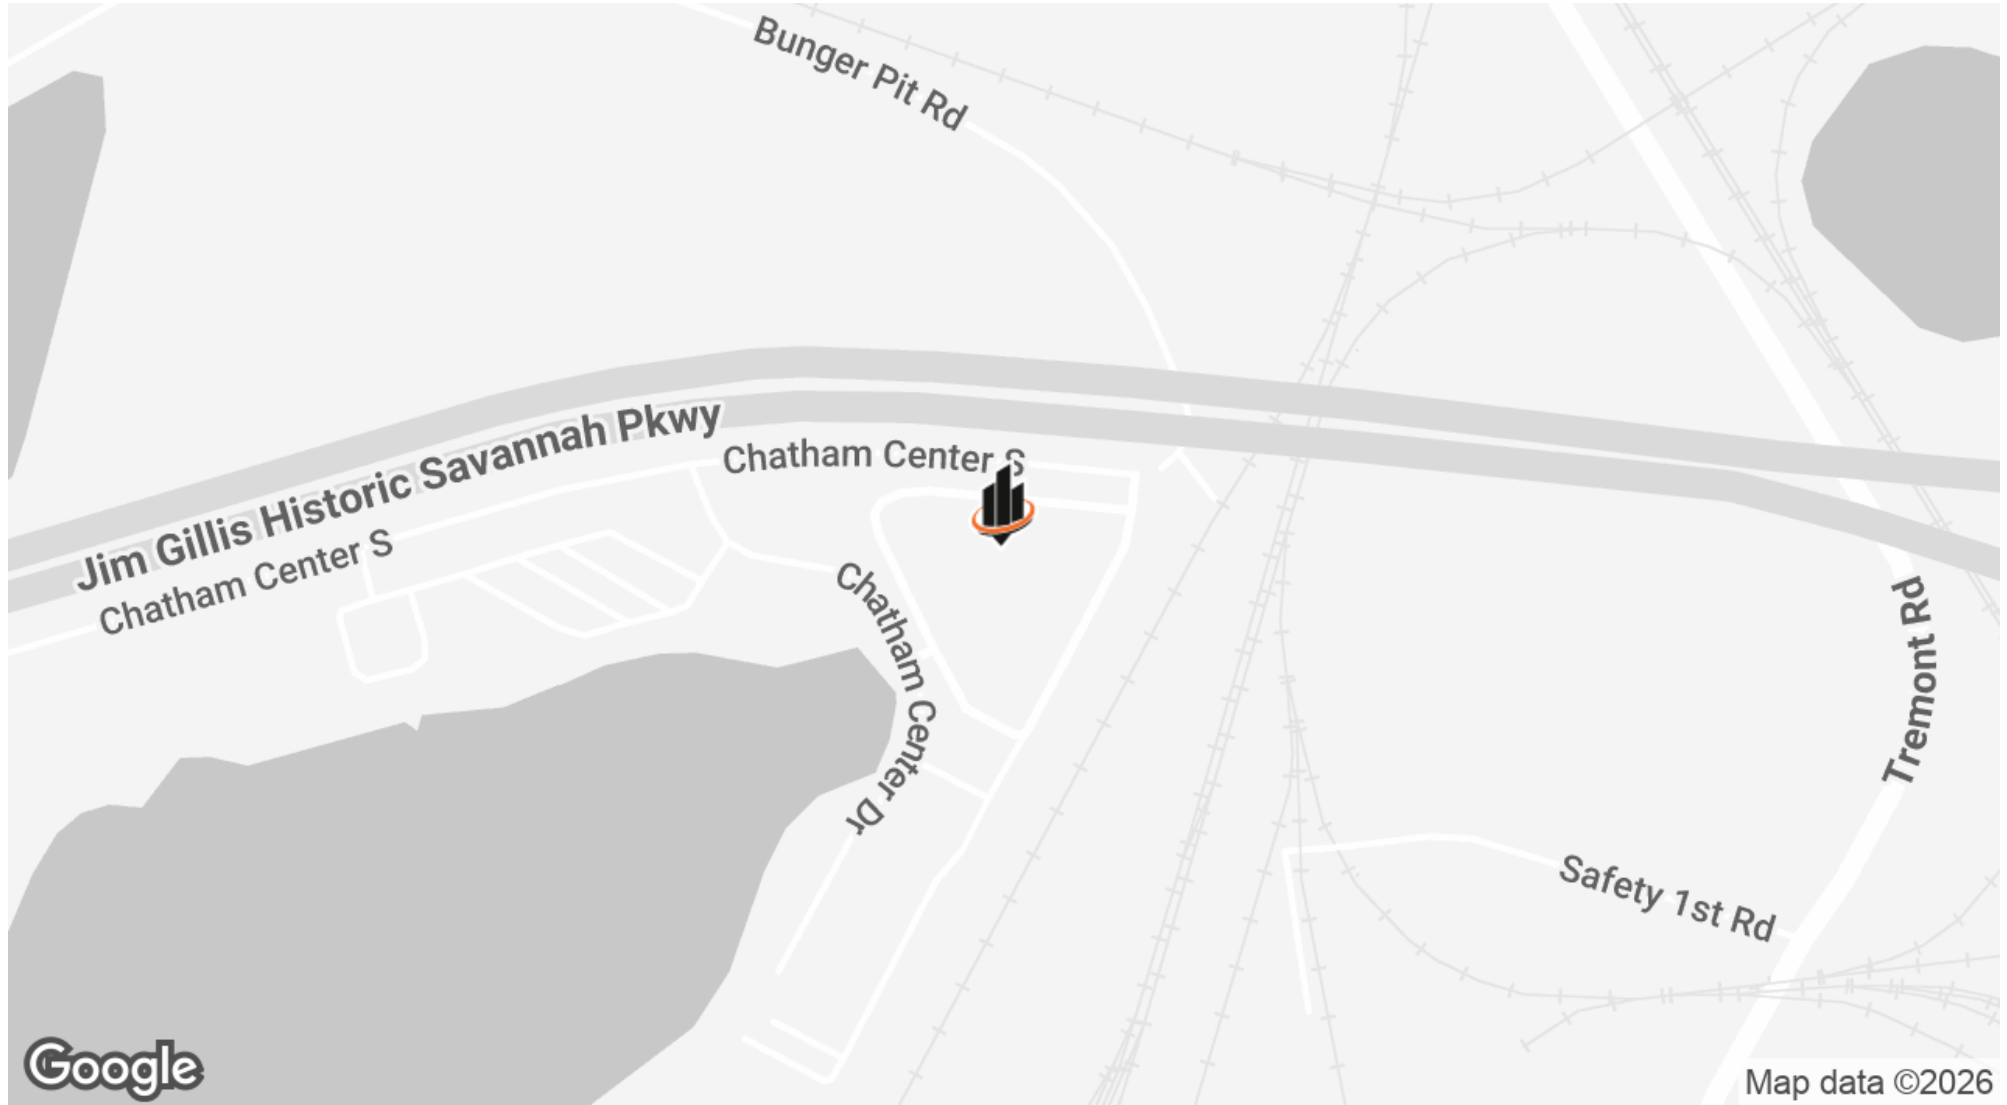 Bunger Pit Rd
Jim Gillis Historic Savannah Pkwy
Chatham Center S
Chatham Center S
Chatham Center Dr
Tremont Rd
Safety 1st Rd
Google
Map data ©2026